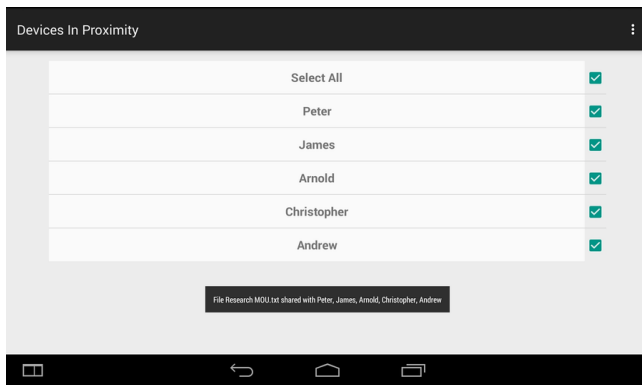 Devices In Proximity
Select All
Peter
James
Arnold
Christopher
Andrew
File Research MOU.txt shared with Peter, James, Arnold, Christopher, Andrew